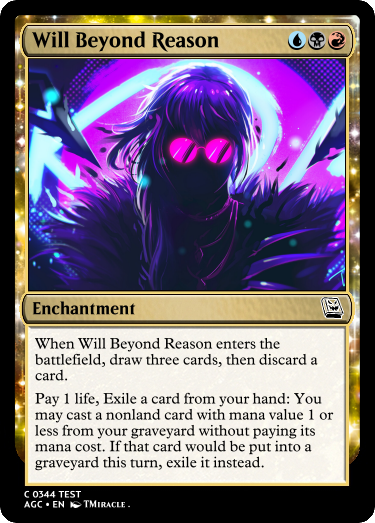 Will Beyond Reason
Enchantment
When Will Beyond Reason enters the
battlefield, draw three cards, then discard a
card.
Pay 1 life, Exile a card from your hand: You
may cast a nonland card with mana value 1 or
less from your graveyard without paying its
mana cost. If that card would be put into a
graveyard this turn, exile it instead.
C 0344 TEST
AGC • EN TMiracle .